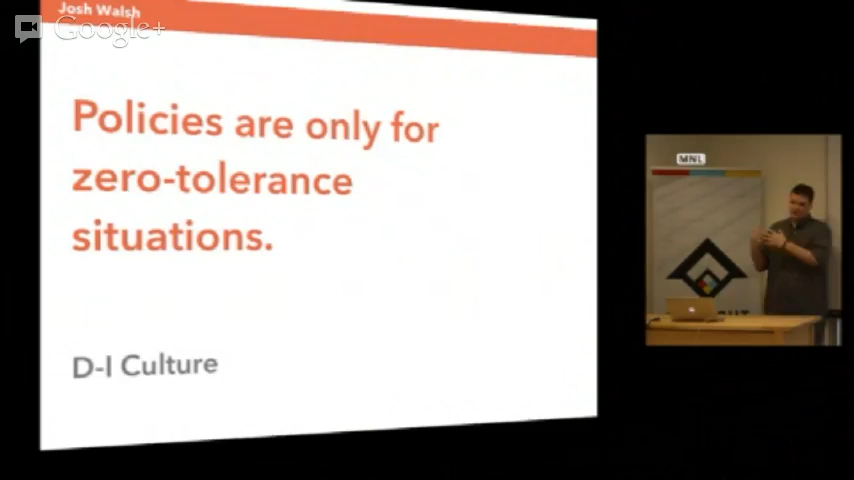 Josh Walsh
Google+
Policies are only for
zero-tolerance
situations.
D-I Culture
MNL